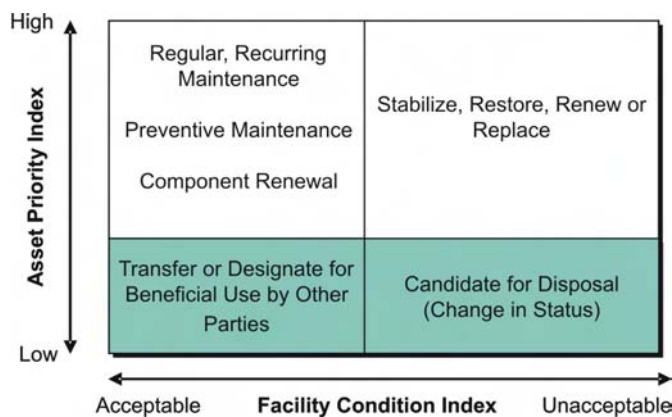 High
Asset Priority Index
Low
Regular, Recurring
Maintenance
Preventive Maintenance
Component Renewal
Stabilize, Restore, Renew or
Replace
Transfer or Designate for
Beneficial Use by Other
Parties
Candidate for Disposal
(Change in Status)
Acceptable Facility Condition Index Unacceptable